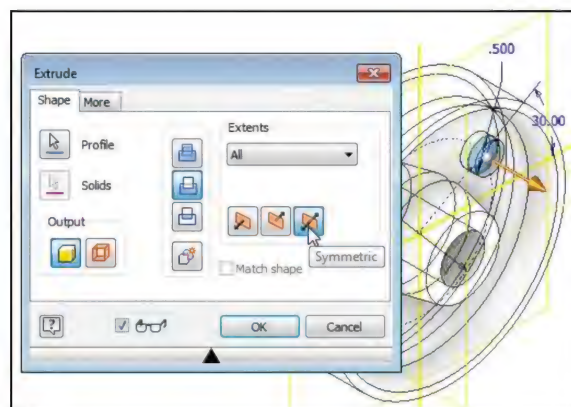 Extrude
Shape More
Profile
Solids
Output
Extents
All
Symmetric
Match shape
OK
Cancel
.500
30.00